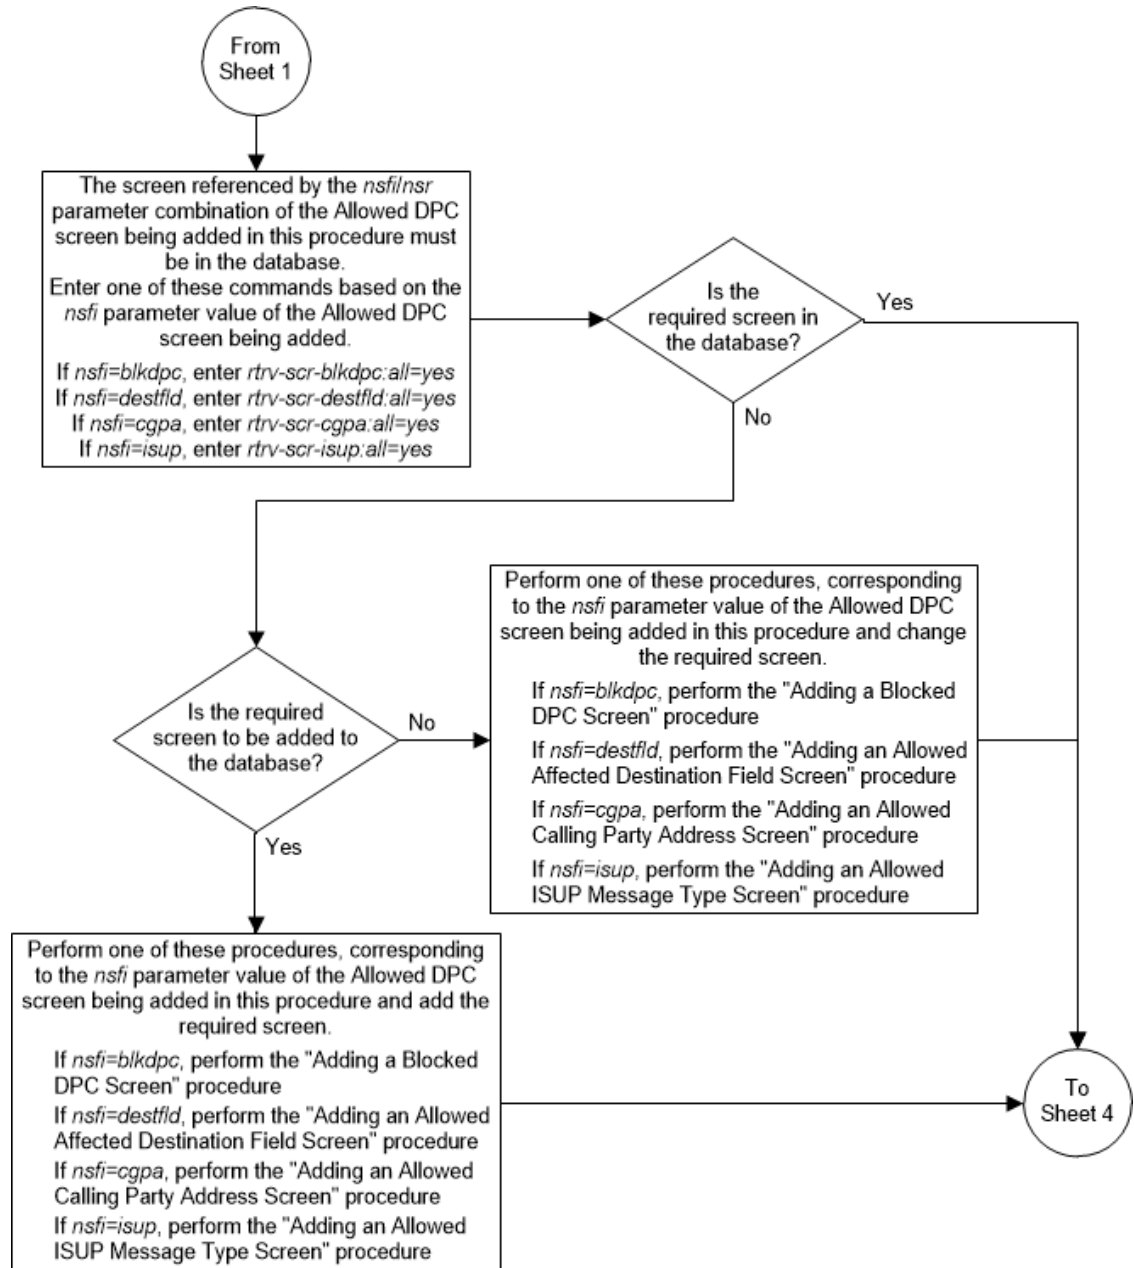 From
Sheet 1
The screen referenced by the nsfi/nsr
parameter combination of the Allowed DPC
screen being added in this procedure must
be in the database.
Enter one of these commands based on the
nsfi parameter value of the Allowed DPC
screen being added.
If nsfi=blkdpc, enter rtrv-scr-blkdpc:all=yes
If nsfi=destfld, enter rtrv-scr-destfld:all=yes
If nsfi=cgpa, enter rtrv-scr-cgpa:all=yes
If nsfi=isup, enter rtrv-scr-isup:all=yes
Is the
required screen in
the database?
Yes
No
Is the required
screen to be added to
the database?
No
Yes
Perform one of these procedures, corresponding
to the nsfi parameter value of the Allowed DPC
screen being added in this procedure and change
the required screen.
If nsfi=blkdpc, perform the "Adding a Blocked
DPC Screen" procedure
If nsfi=destfld, perform the "Adding an Allowed
Affected Destination Field Screen" procedure
If nsfi=cgpa, perform the "Adding an Allowed
Calling Party Address Screen" procedure
If nsfi=isup, perform the "Adding an Allowed
ISUP Message Type Screen" procedure
Perform one of these procedures, corresponding
to the nsfi parameter value of the Allowed DPC
screen being added in this procedure and add the
required screen.
If nsfi=blkdpc, perform the "Adding a Blocked
DPC Screen" procedure
If nsfi=destfld, perform the "Adding an Allowed
Affected Destination Field Screen" procedure
If nsfi=cgpa, perform the "Adding an Allowed
Calling Party Address Screen" procedure
If nsfi=isup, perform the "Adding an Allowed
ISUP Message Type Screen" procedure
To
Sheet 4